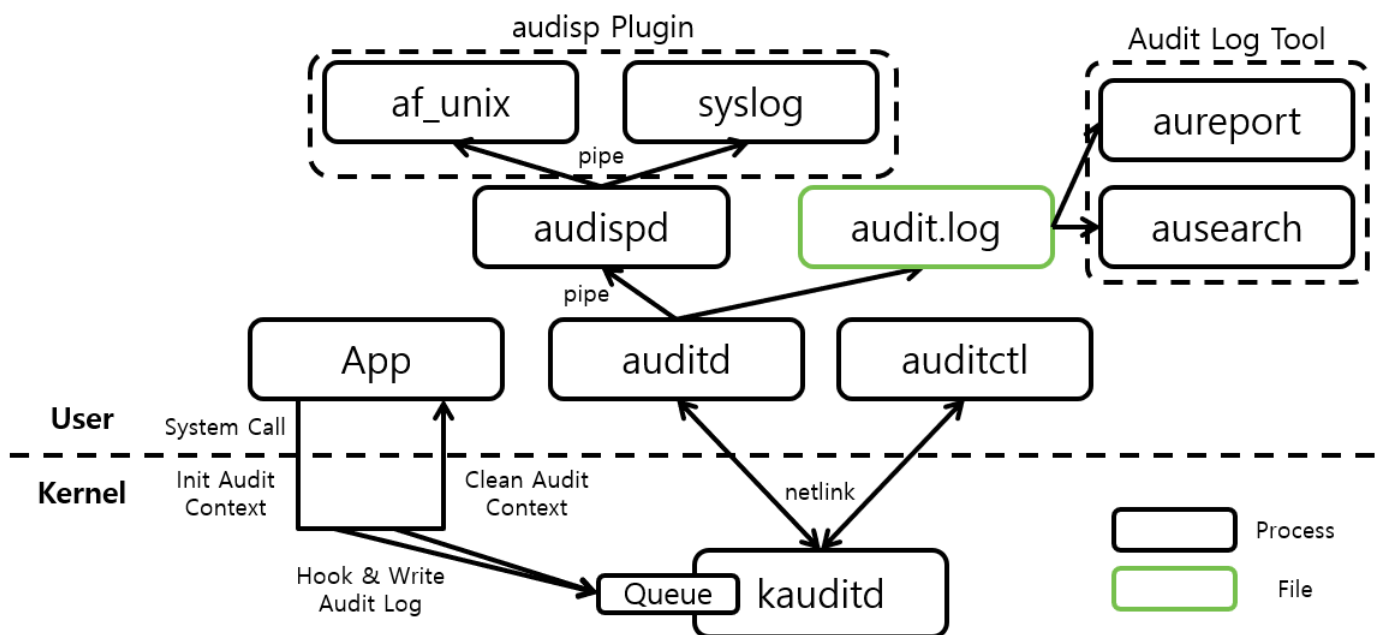 audisp Plugin
Audit Log Tool
af_unix
syslog
aureport
pipe
audispd
audit.log
ausearch
pipe
App
auditd
auditctl
User
System Call
Kernel
Init Audit
Context
Clean Audit
Context
netlink
Process
Hook & Write
Audit Log
Queue
kauditd
File